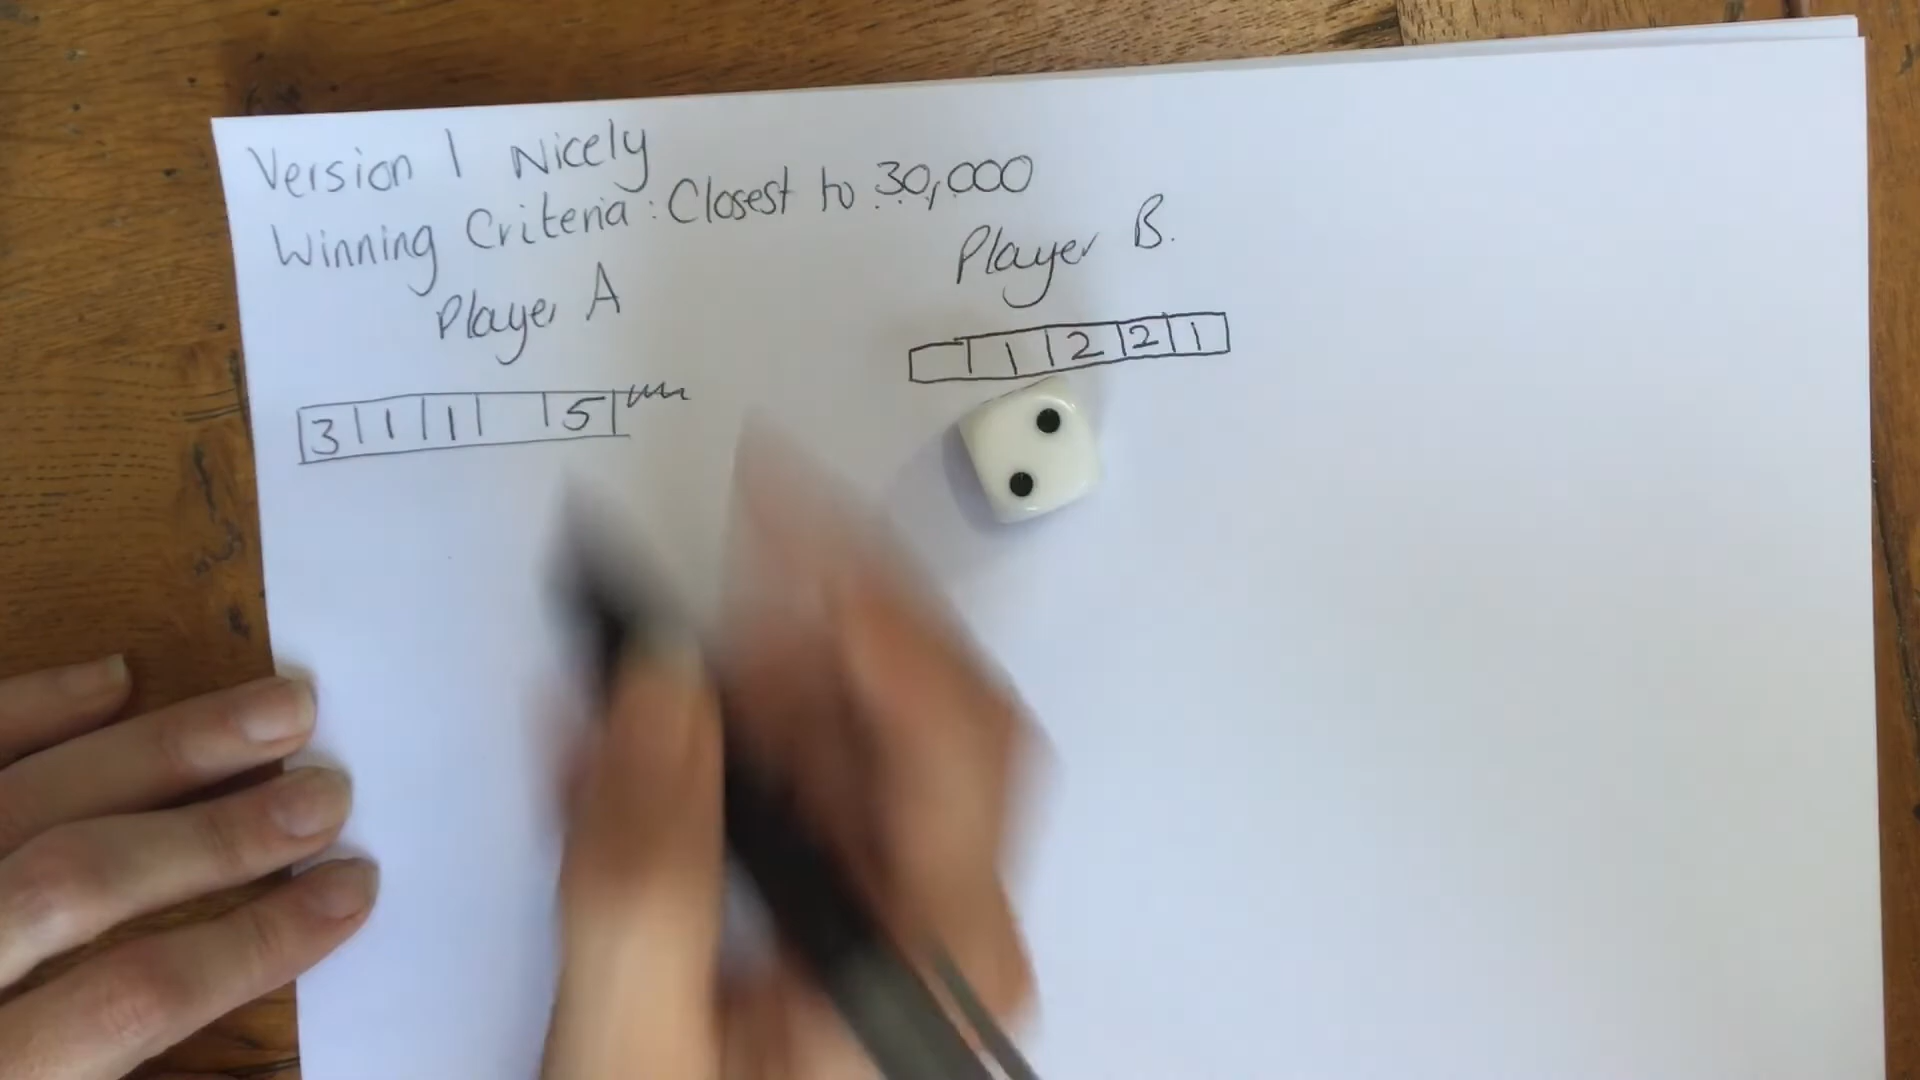 Version 1 Nicely
Winning Criteria: Closest to 30,000
Player A
Player B.
3 1 1 5
1 2 2 1